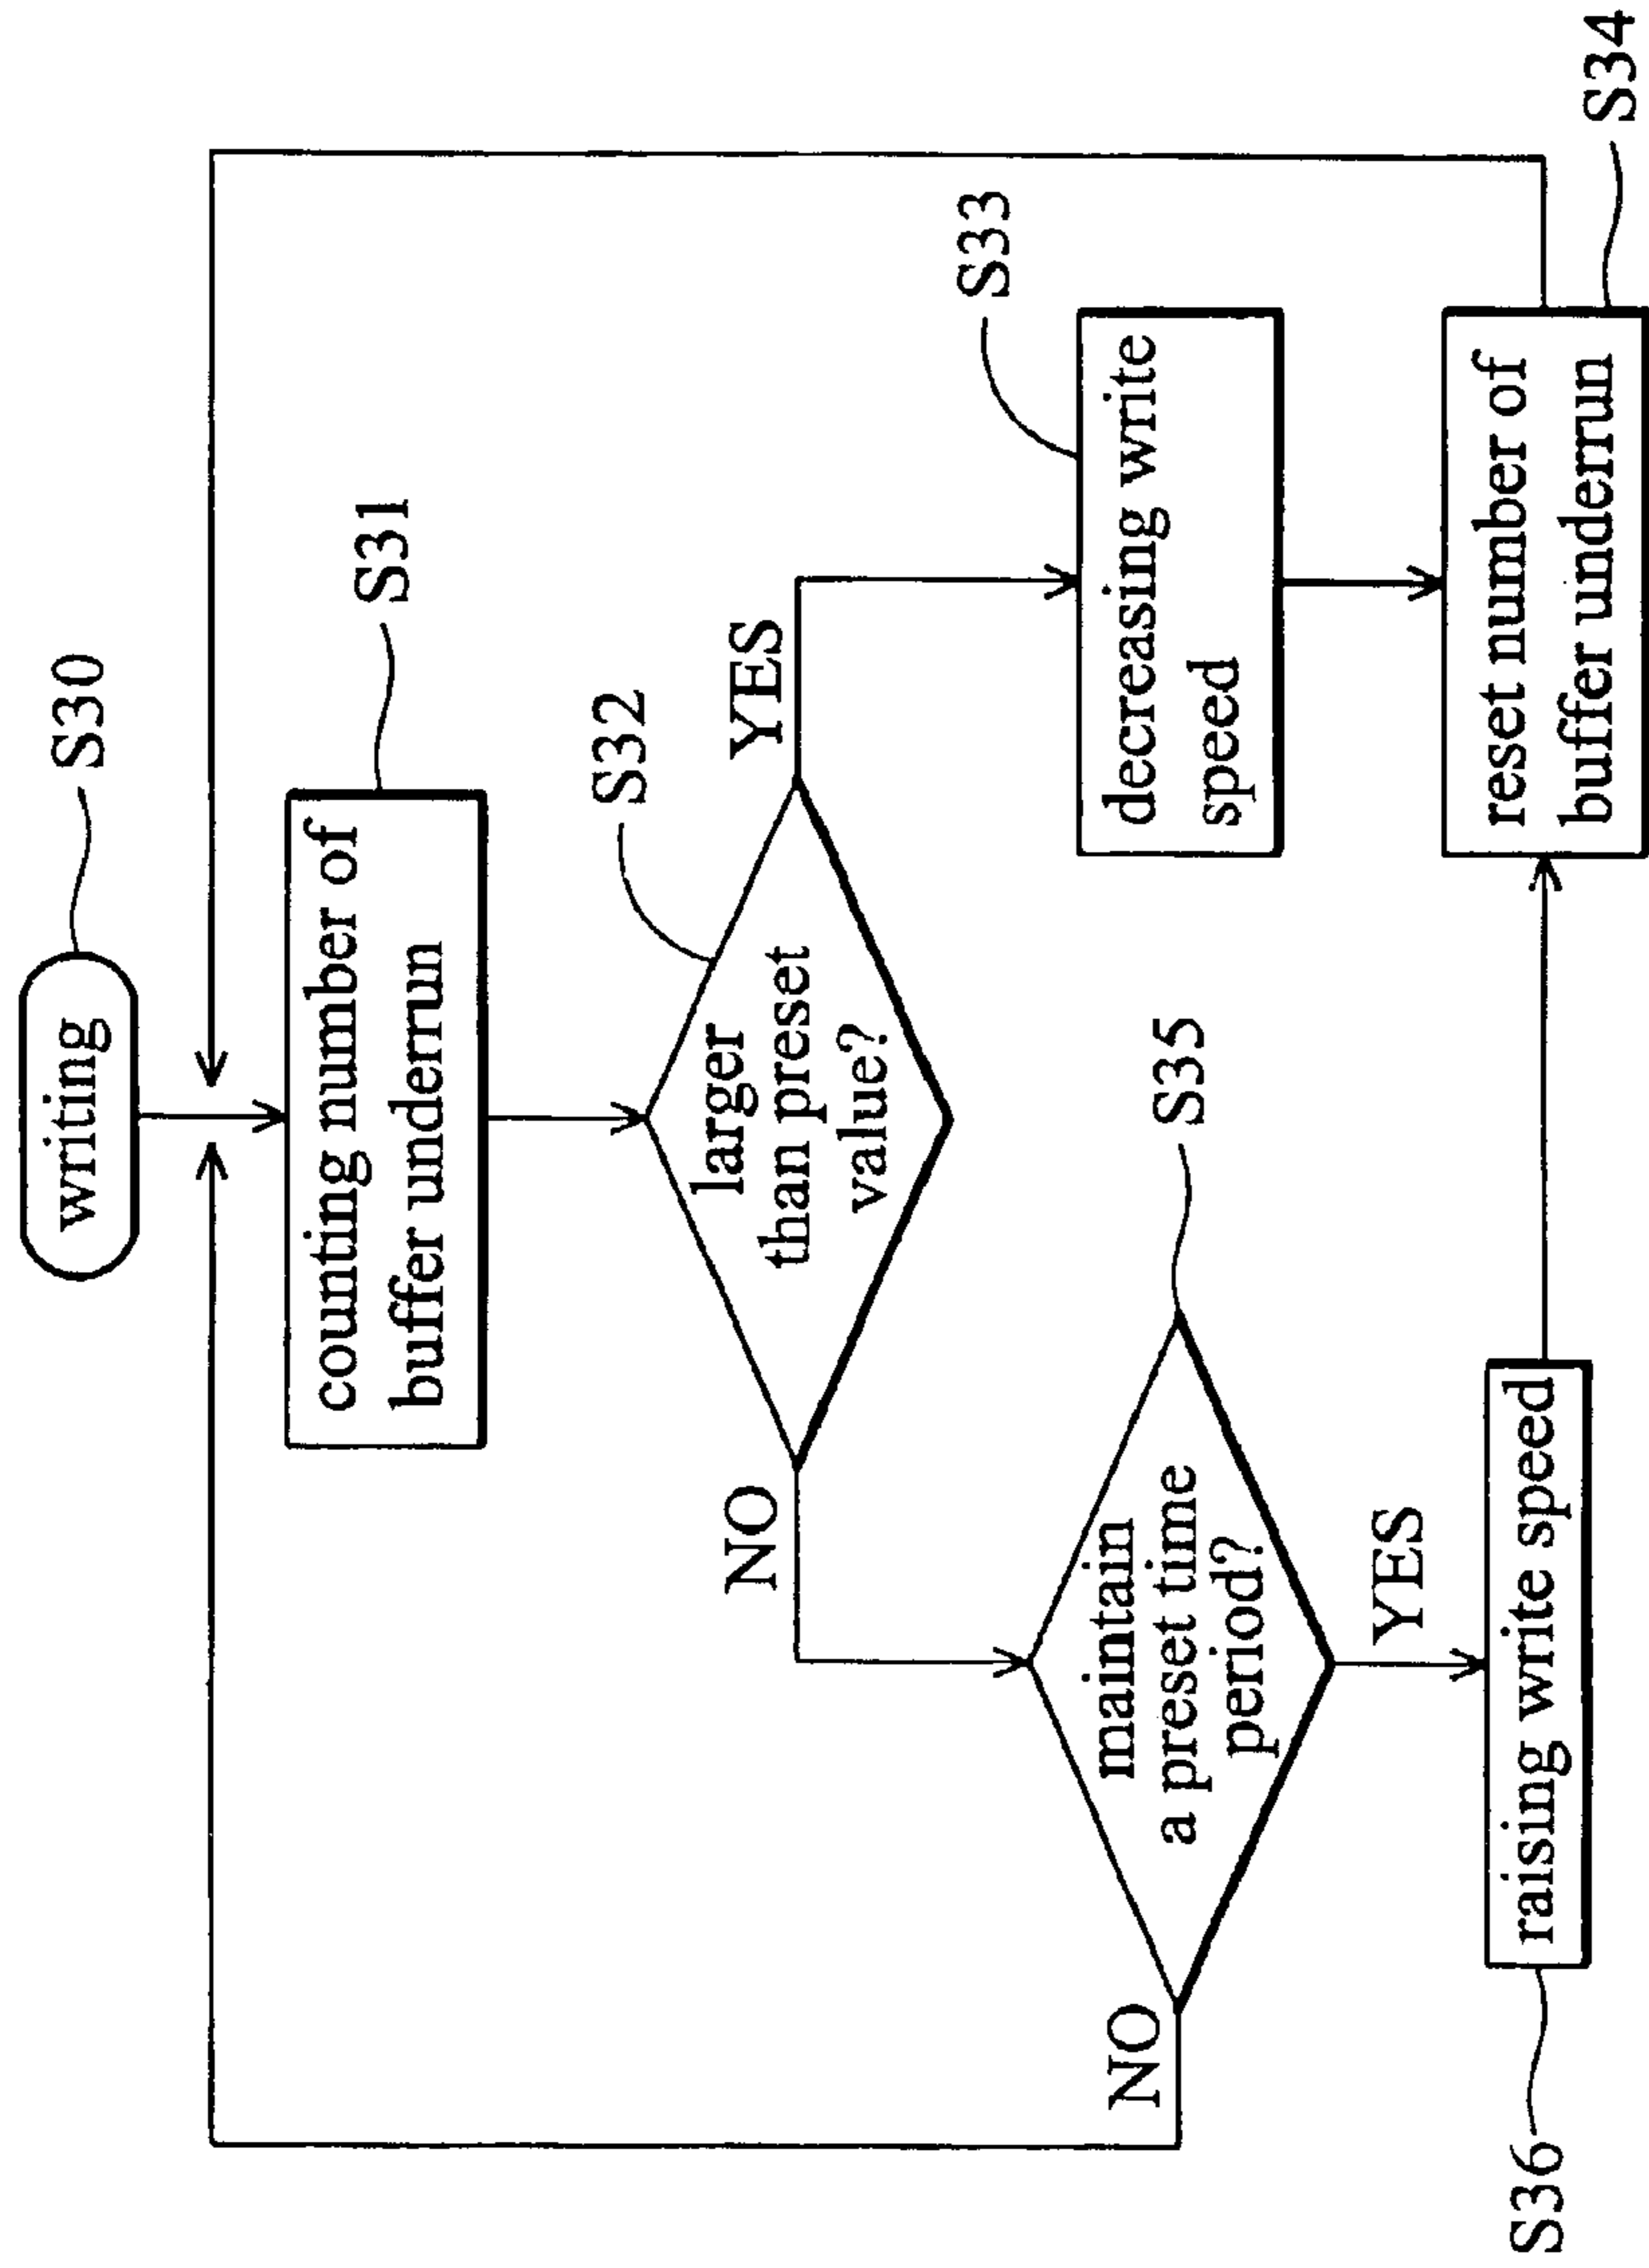 writing
S30
counting number of
buffer underrun
S31
larger
than preset
value?
S32
YES
NO
decreasing write
speed
S33
maintain
a preset time
period?
S35
NO
YES
reset number of
buffer underrun
S34
raising write speed
S36